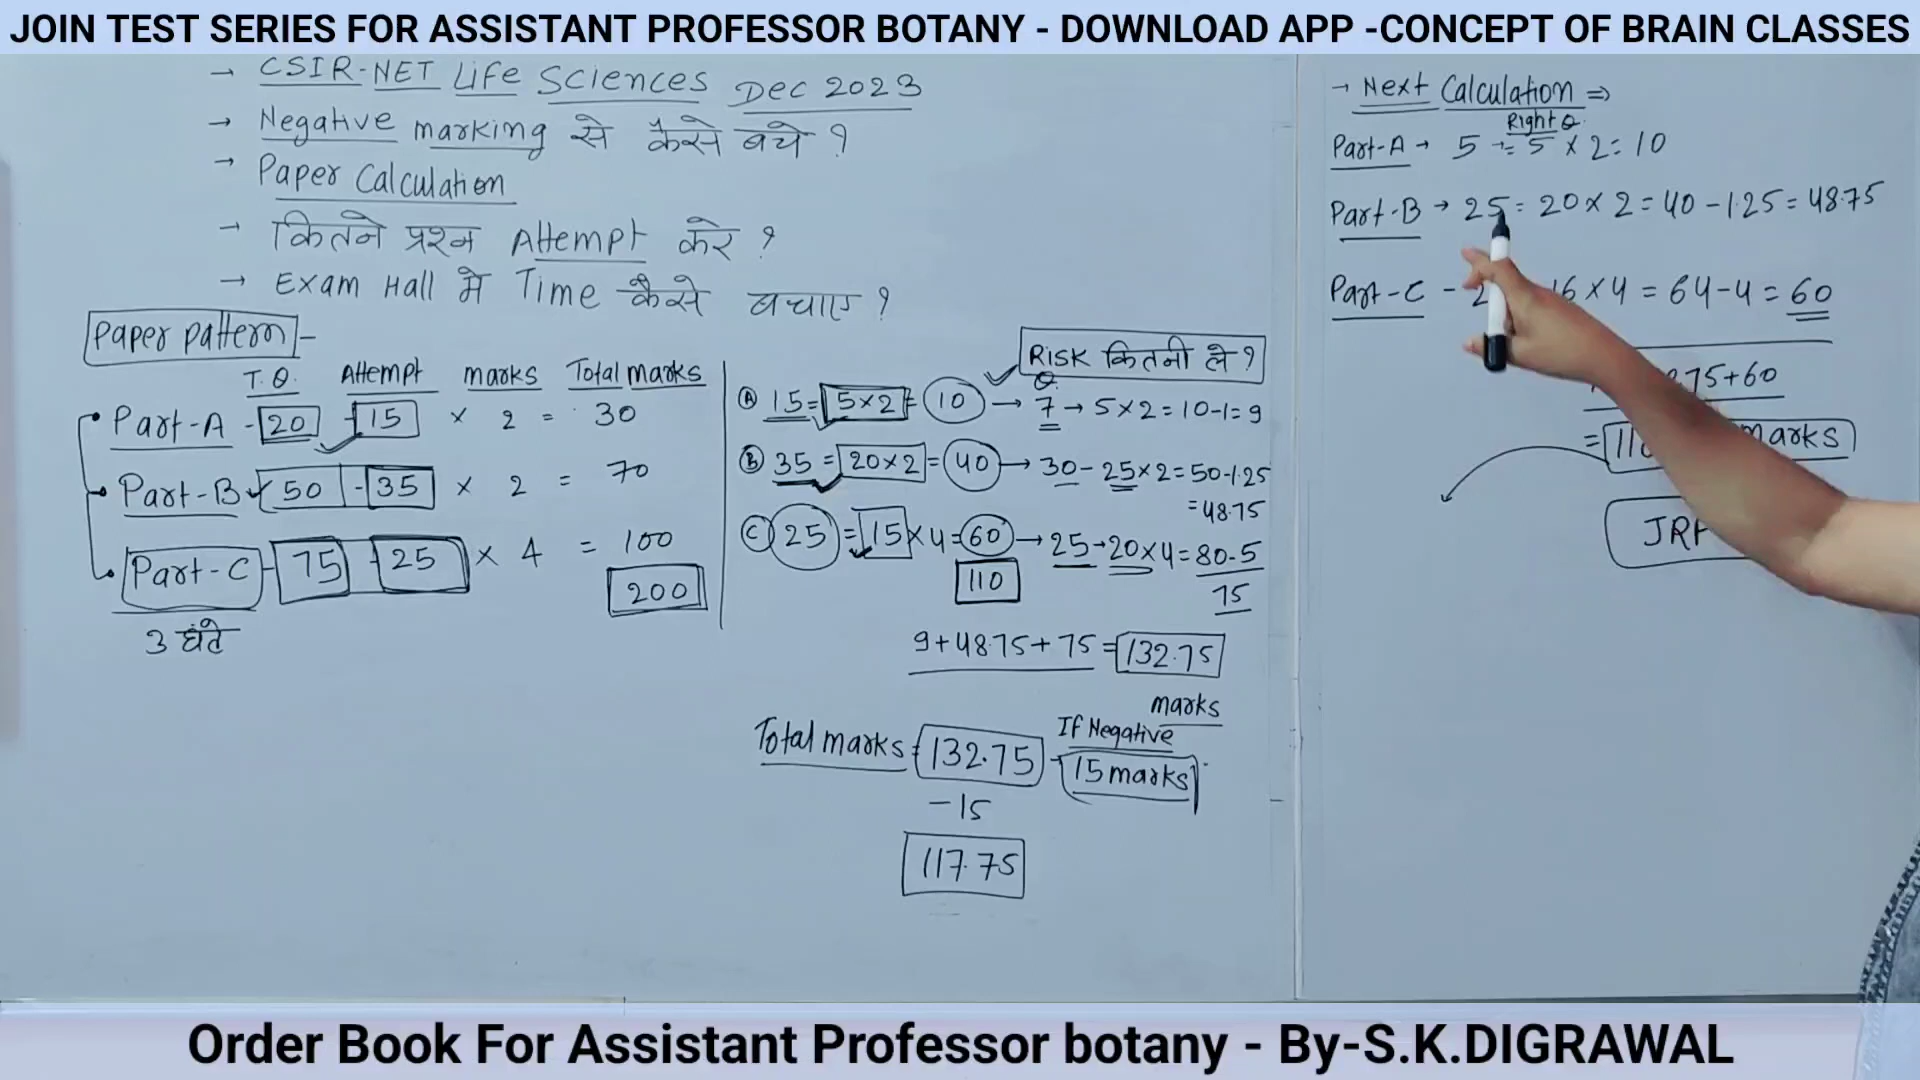 JOIN TEST SERIES FOR ASSISTANT PROFESSOR BOTANY - DOWNLOAD APP -CONCEPT OF BRAIN CLASSES
→ CSIR-NET Life Sciences Dec 2023
→ Negative marking से कैसे बचे ?
→ Paper Calculation
→ कितने प्रश्न Attempt करे ?
→ Exam Hall में Time कैसे बचाए ?
Paper pattern -
T.Q. Attempt marks Total marks
Part-A - 20 - 15 × 2 = 30
Part-B 50 - 35 × 2 = 70
Part-C - 75 - 25 × 4 = 100
200
3 घंटे
Risk कितनी ले ?
Q.
A 15 = 5×2 = 10 → 7 → 5×2 = 10-1 = 9
B 35 = 20×2 = 40 → 30 - 25×2 = 50-1.25
= 48.75
C 25 = 15 × 4 = 60 → 25 → 20×4 = 80-5
110
75
9+48.75+75 = 132.75
marks
Total marks = 132.75 - If Negative
15 marks
-15
117.75
→ Next Calculation ⇒
Right Q.
Part-A → 5 → = 5 × 2 = 10
Part-B → 25 = 20 × 2 = 40 - 1.25 = 48.75
Part-C - 2 16 × 4 = 64 - 4 = 60
75+60
= 11 marks
JRF
Order Book For Assistant Professor botany - By-S.K.DIGRAWAL